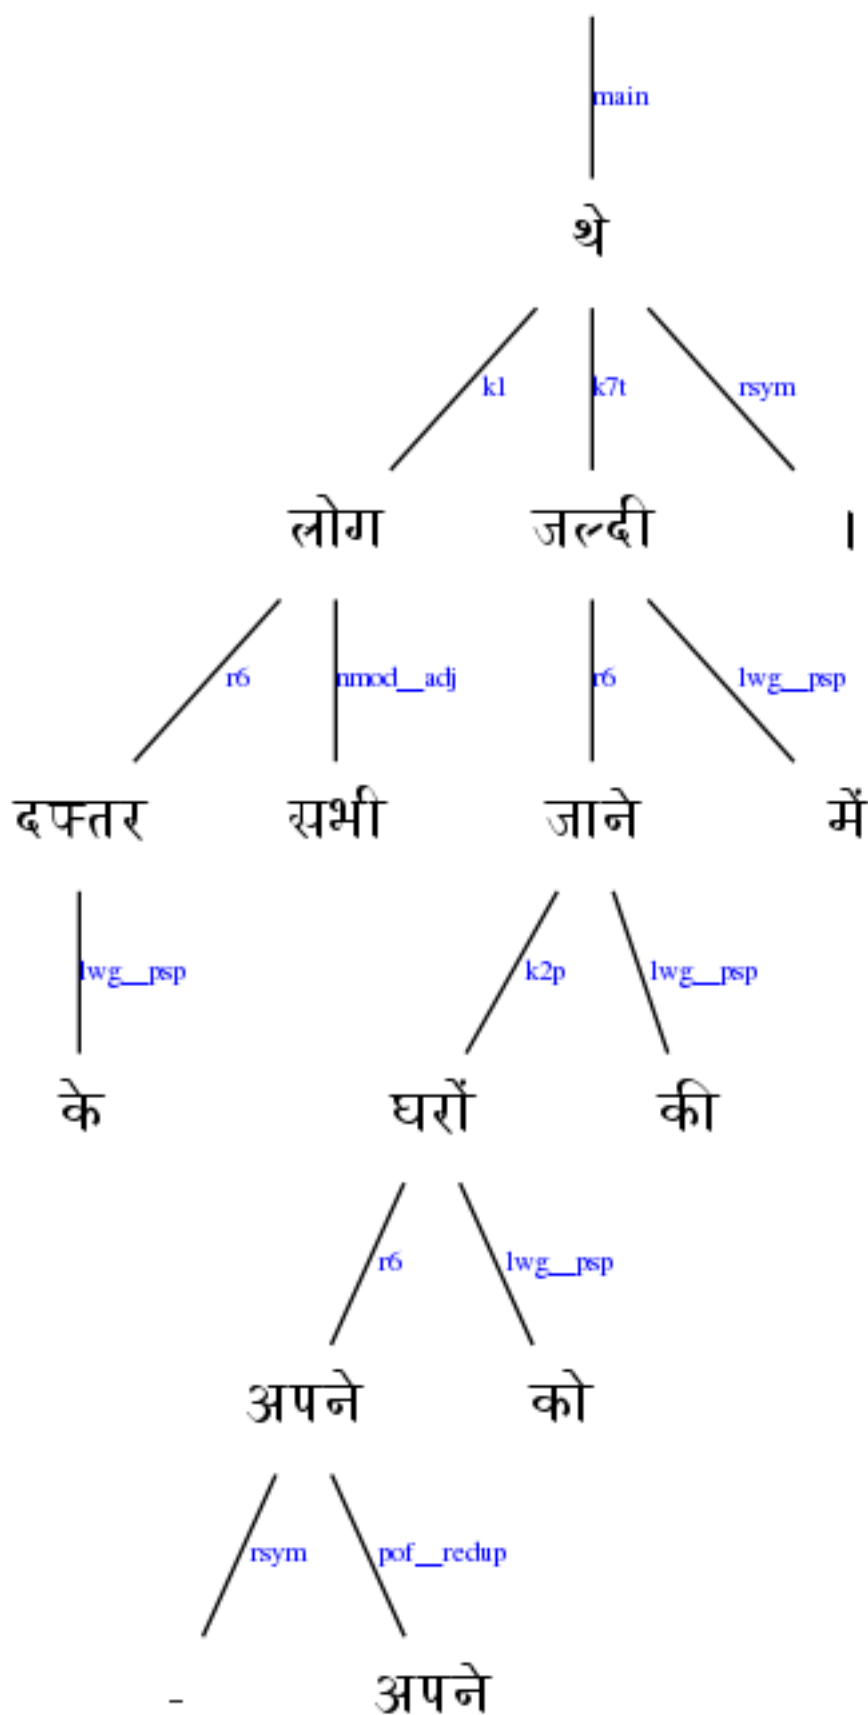 main
थे
k1 k7t rsym
लोग जल्दी ।
r6 nmod__adj r6 lwg__psp
दफ्तर सभी जाने में
lwg__psp k2p lwg__psp
के घरों की
r6 lwg__psp
अपने को
rsym pof__redup
- अपने